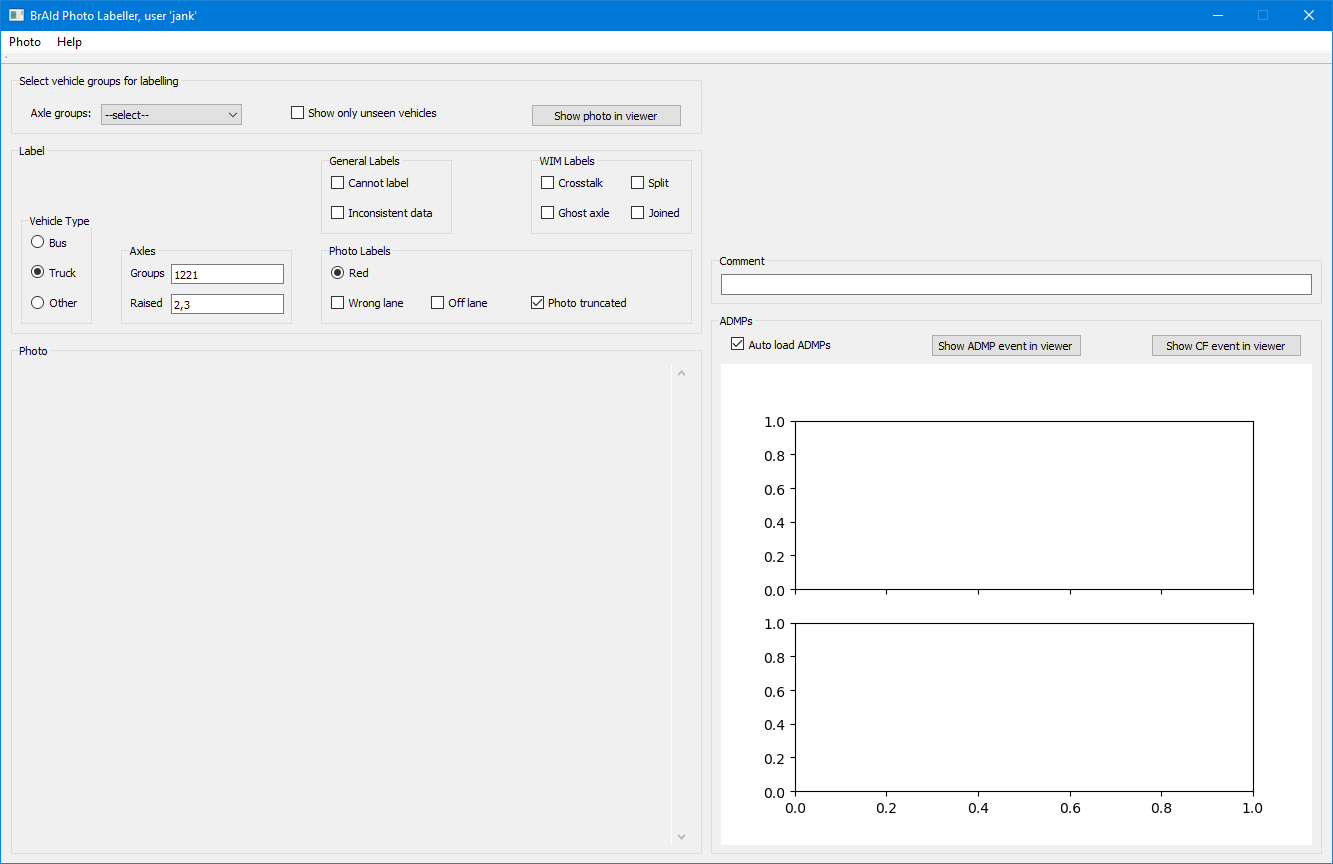 BrAId Photo Labeller, user 'jank'
Photo Help
Select vehicle groups for labelling
Axle groups: --select-- Show only unseen vehicles Show photo in viewer
Label
General Labels
Cannot label
Inconsistent data
WIM Labels
Crosstalk Split
Ghost axle Joined
Vehicle Type
Bus
Truck
Other
Axles
Groups 1221
Raised 2,3
Photo Labels
Red
Wrong lane Off lane Photo truncated
Photo
Comment
ADMPs
Auto load ADMPs Show ADMP event in viewer Show CF event in viewer
1.0
0.8
0.6
0.4
0.2
0.0
1.0
0.8
0.6
0.4
0.2
0.0
0.0 0.2 0.4 0.6 0.8 1.0